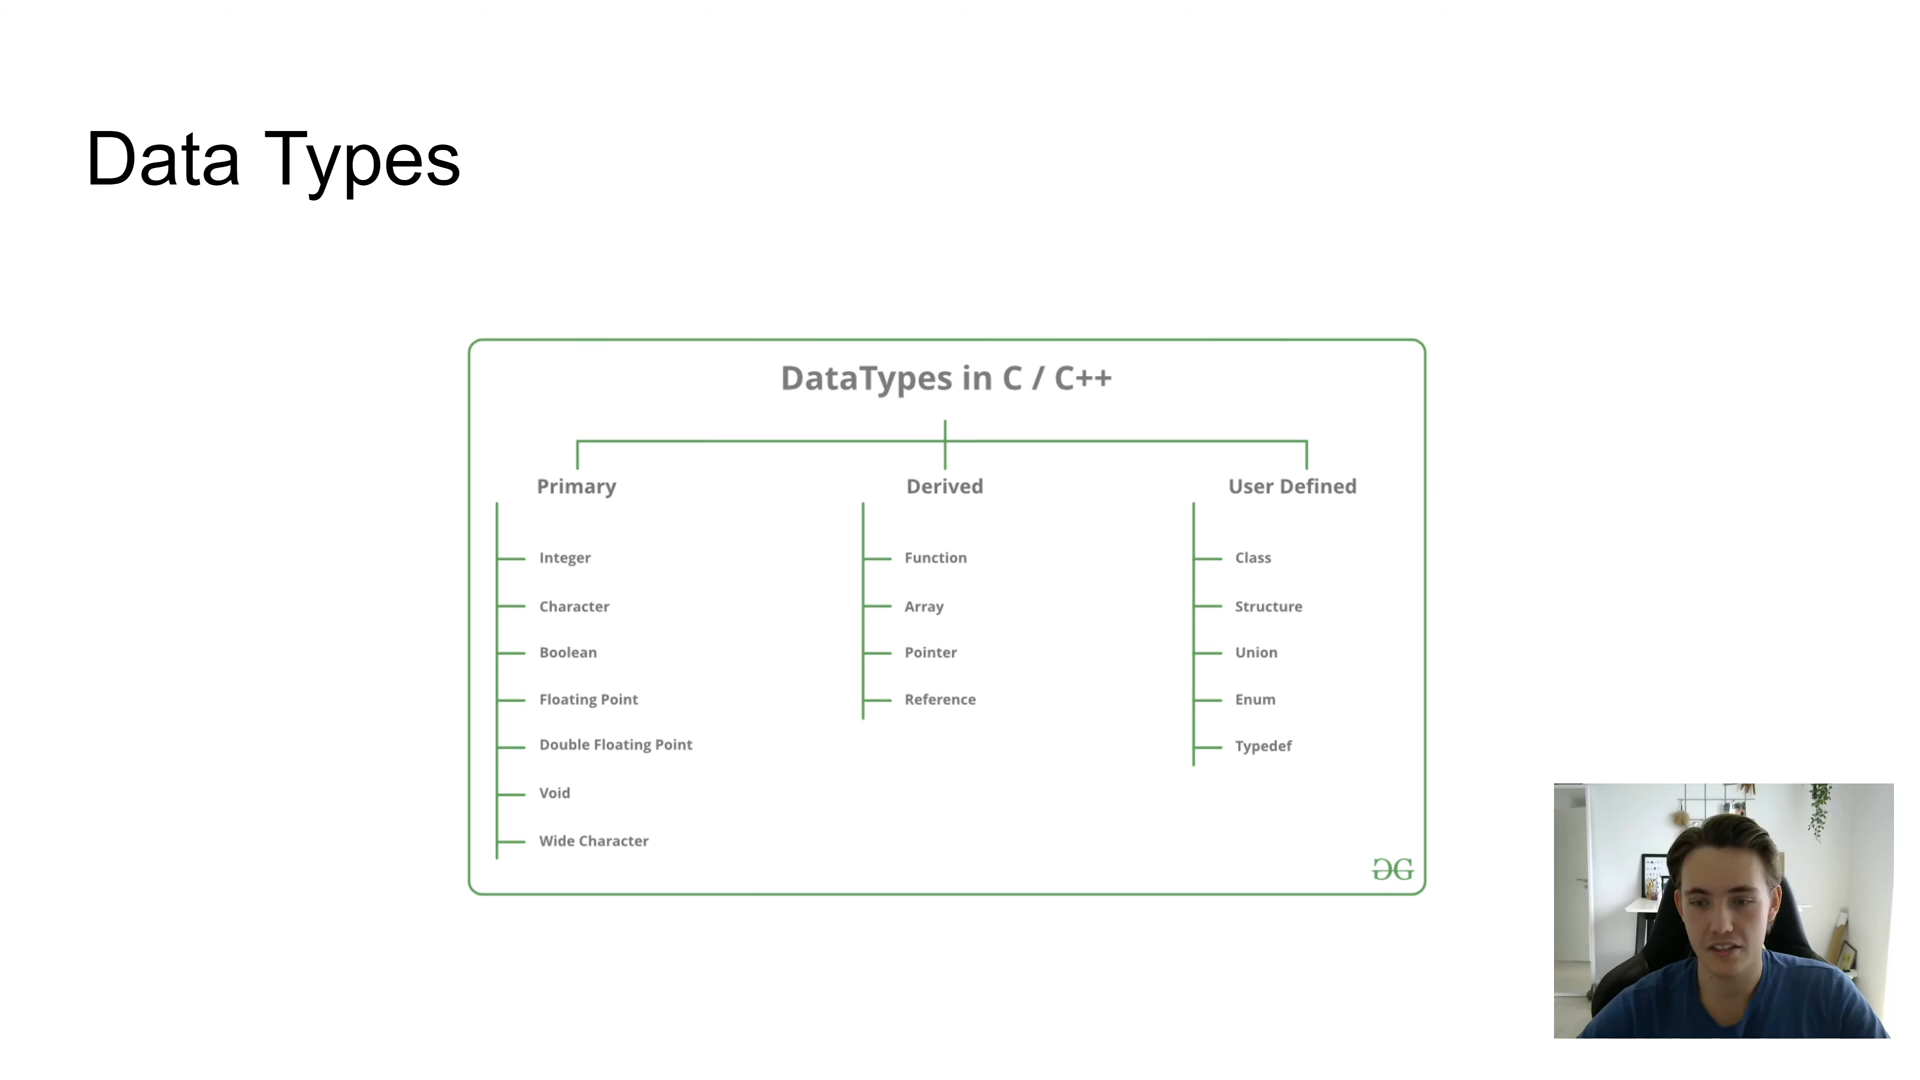 Data Types
DataTypes in C / C++
Primary
Integer
Character
Boolean
Floating Point
Double Floating Point
Void
Wide Character
Derived
Function
Array
Pointer
Reference
User Defined
Class
Structure
Union
Enum
Typedef